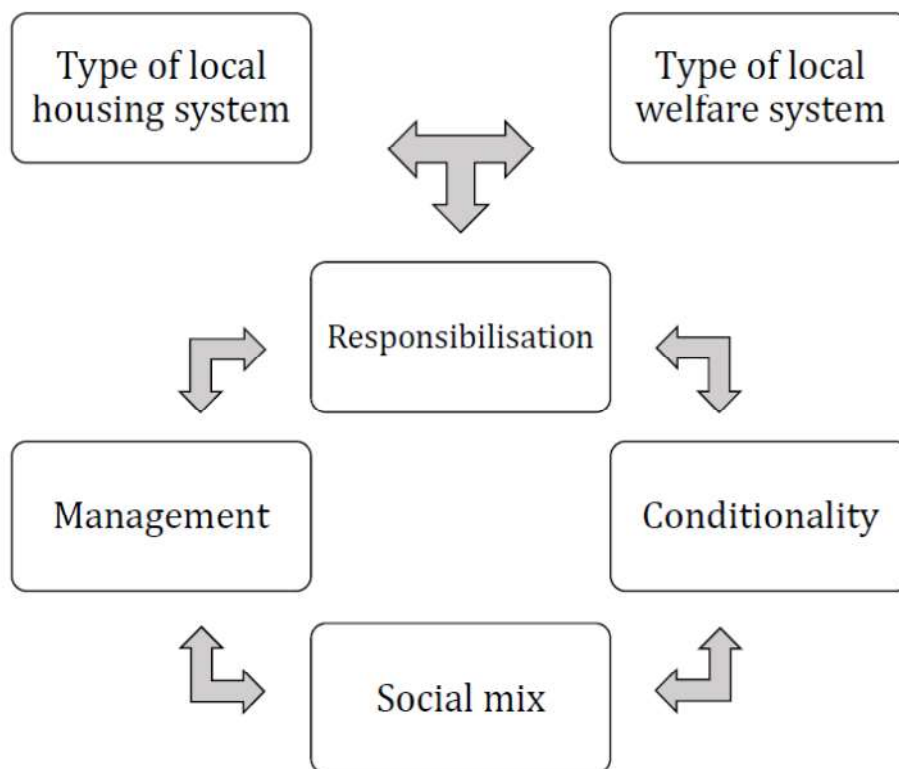 Type of local
housing system
Type of local
welfare system
Responsibilisation
Management
Conditionality
Social mix